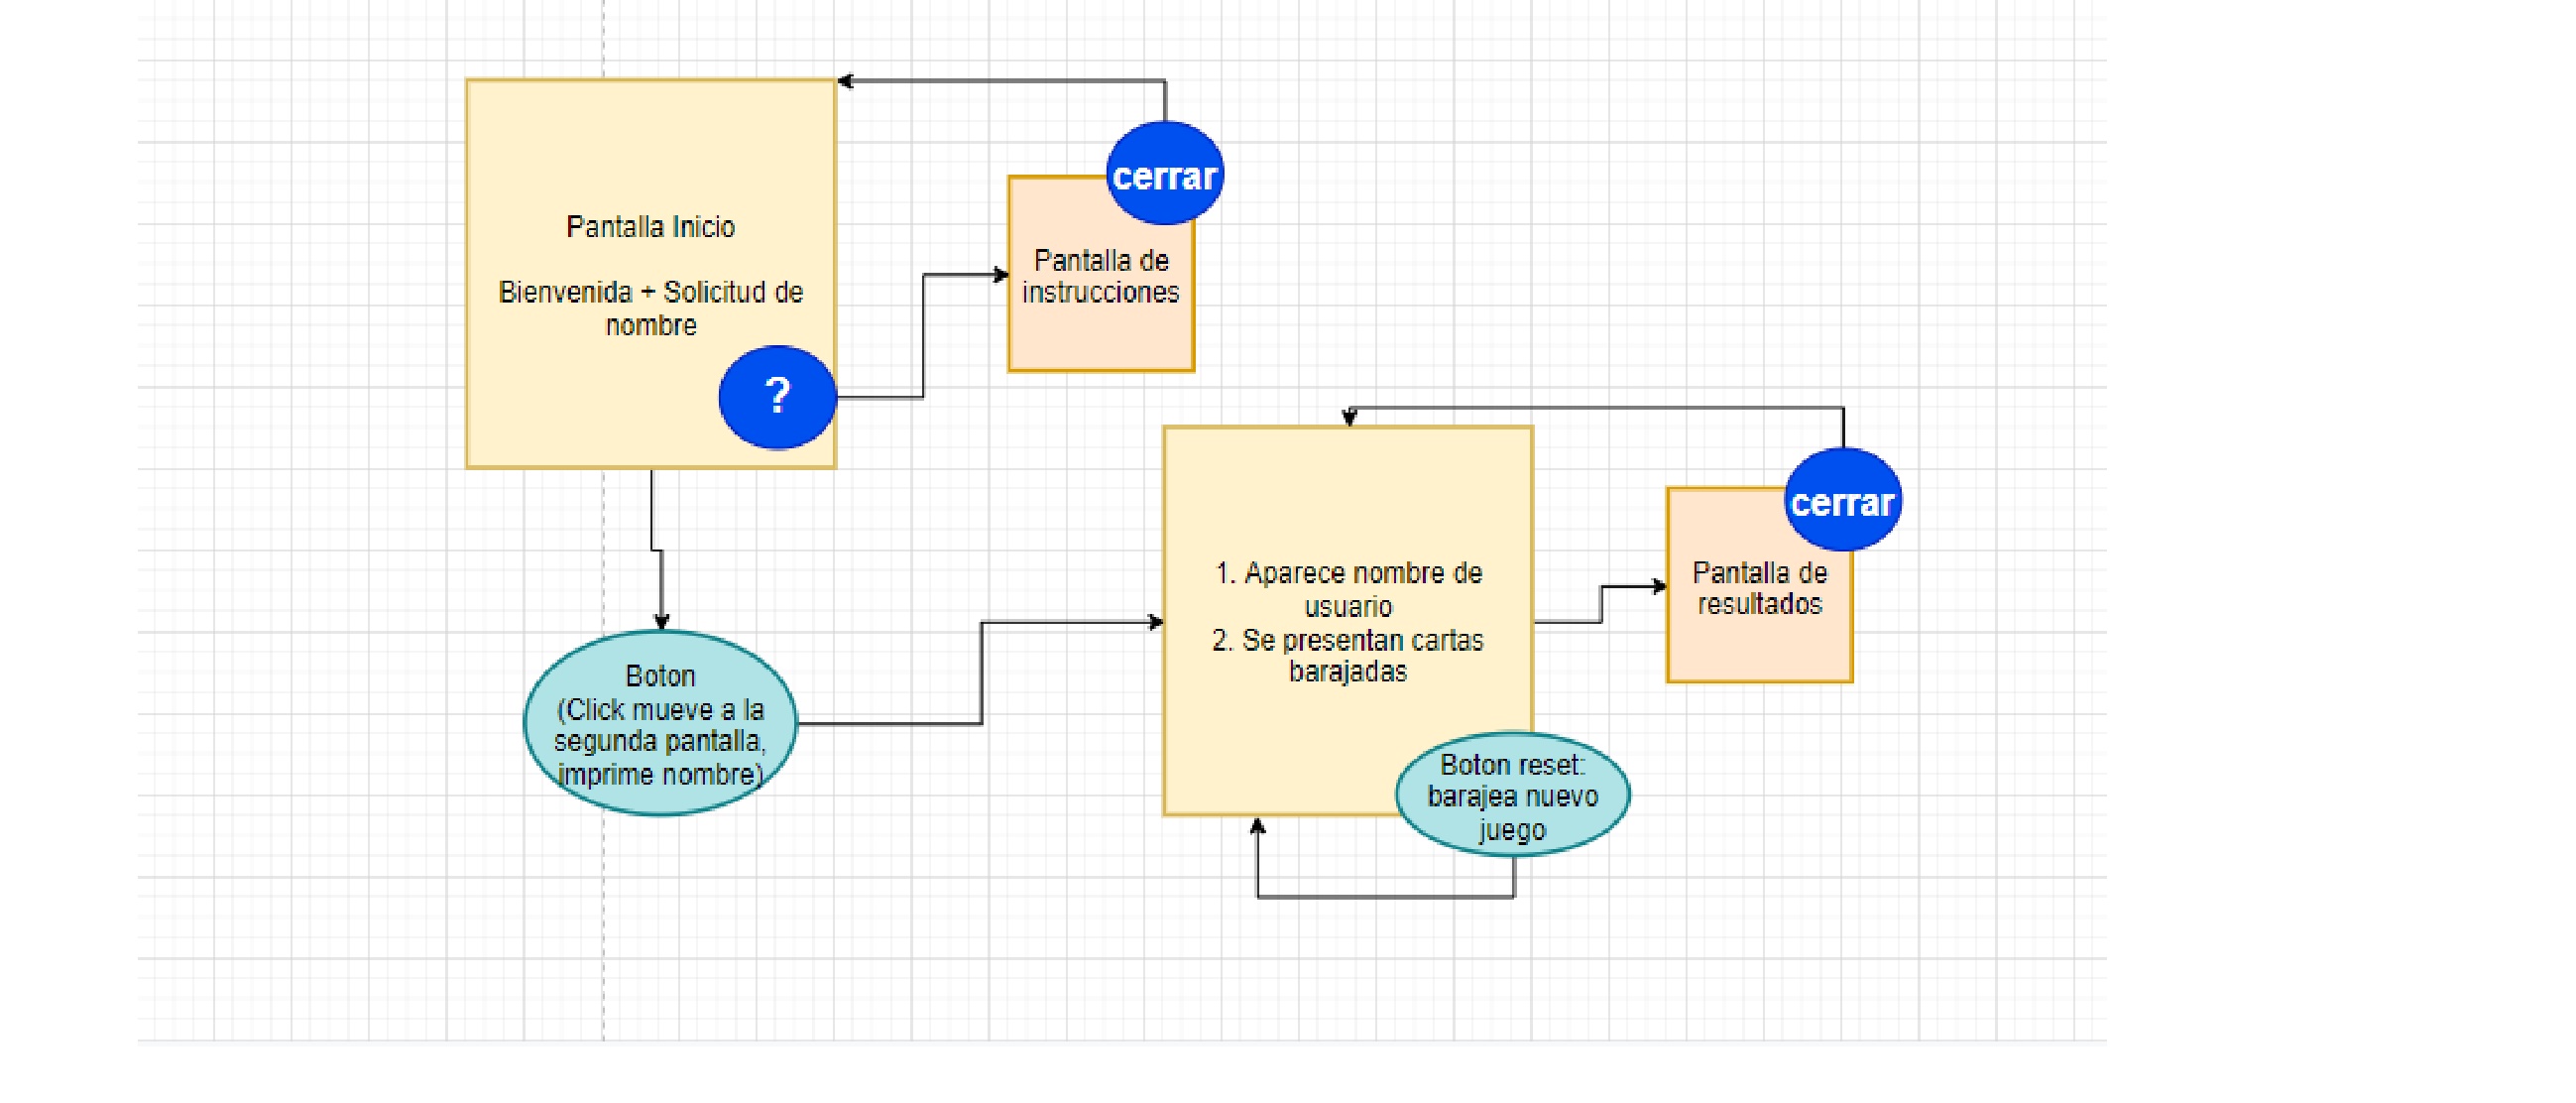 Pantalla Inicio
Bienvenida + Solicitud de
nombre
?
cerrar
Pantalla de
instrucciones
Boton
(Click mueve a la
segunda pantalla,
imprime nombre)
1. Aparece nombre de
usuario
2. Se presentan cartas
barajadas
Boton reset:
barajea nuevo
juego
cerrar
Pantalla de
resultados